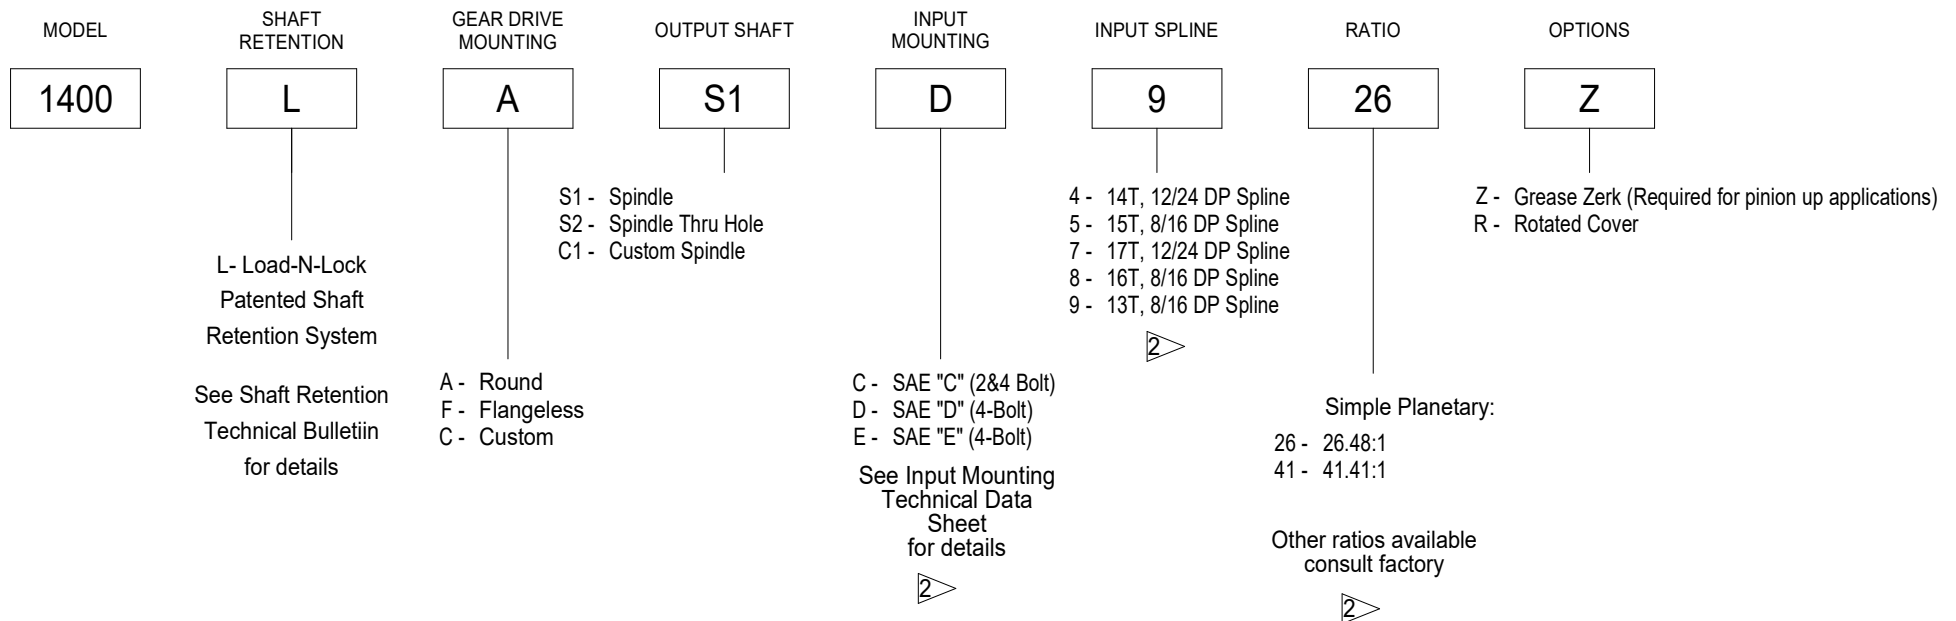 MODEL
SHAFT
RETENTION
GEAR DRIVE
MOUNTING
OUTPUT SHAFT
INPUT
MOUNTING
INPUT SPLINE
RATIO
OPTIONS
1400
L
A
S1
D
9
26
Z
L- Load-N-Lock
Patented Shaft
Retention System
See Shaft Retention
Technical Bulletiin
for details
A - Round
F - Flangeless
C - Custom
S1 - Spindle
S2 - Spindle Thru Hole
C1 - Custom Spindle
C - SAE "C" (2&4 Bolt)
D - SAE "D" (4-Bolt)
E - SAE "E" (4-Bolt)
See Input Mounting
Technical Data
Sheet
for details
2
4 - 14T, 12/24 DP Spline
5 - 15T, 8/16 DP Spline
7 - 17T, 12/24 DP Spline
8 - 16T, 8/16 DP Spline
9 - 13T, 8/16 DP Spline
2
Simple Planetary:
26 - 26.48:1
41 - 41.41:1
Other ratios available
consult factory
2
Z - Grease Zerk (Required for pinion up applications)
R - Rotated Cover